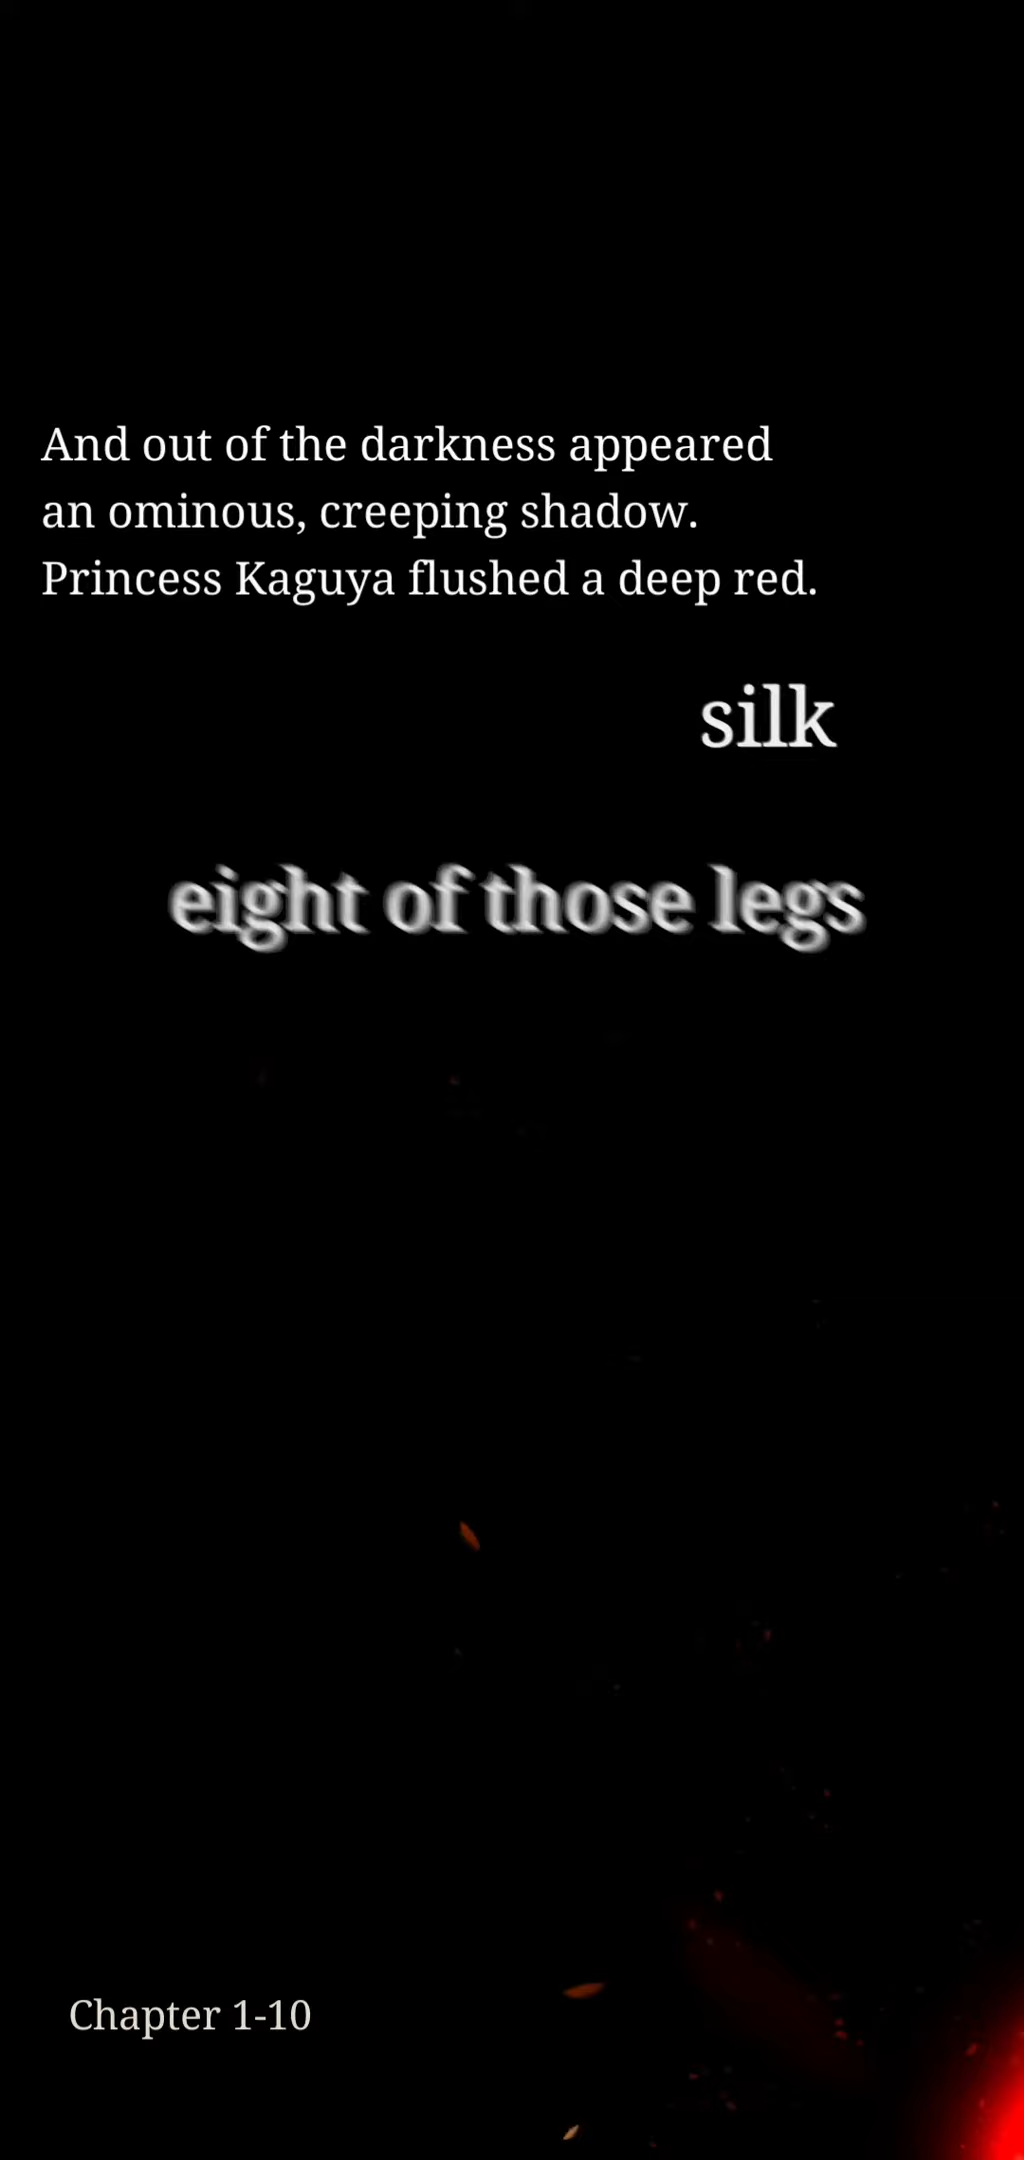 And out of the darkness appeared
an ominous, creeping shadow.
Princess Kaguya flushed a deep red.
silk
eight of those legs
Chapter 1-10